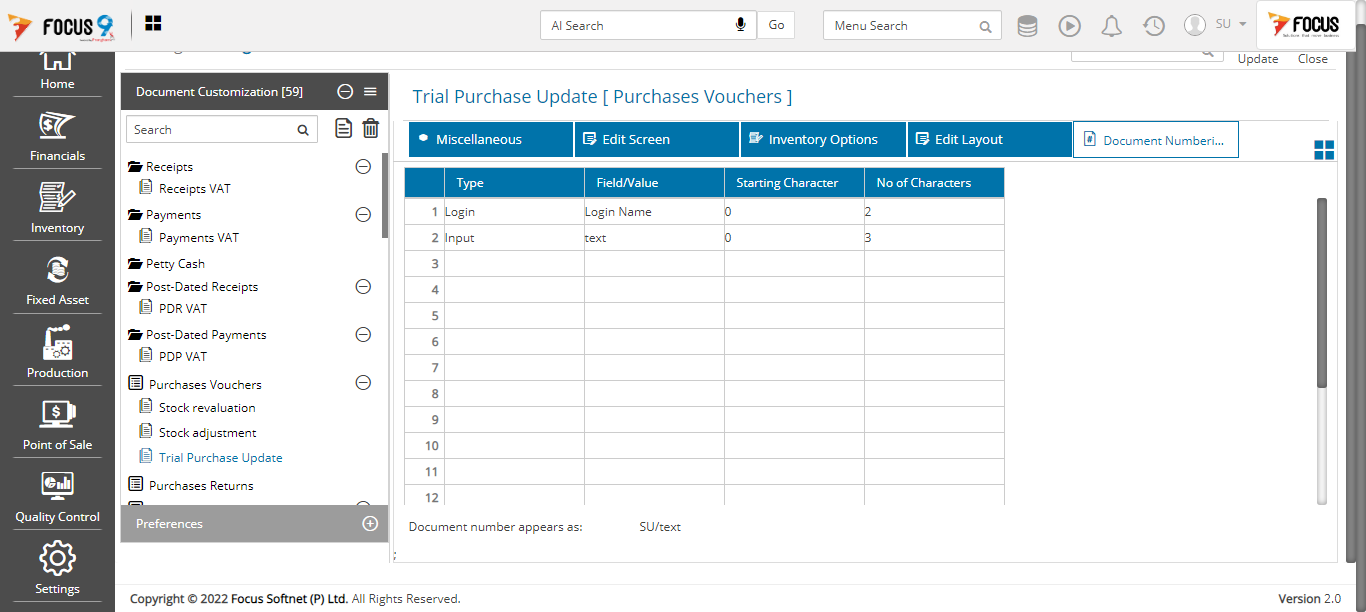 FOCUS 9
AI Search
Go
Menu Search
SU
FOCUS
Home
Financials
Inventory
Fixed Asset
Production
Point of Sale
Quality Control
Settings
Update
Close
Document Customization [59]
Search
Receipts
Receipts VAT
Payments
Payments VAT
Petty Cash
Post-Dated Receipts
PDR VAT
Post-Dated Payments
PDP VAT
Purchases Vouchers
Stock revaluation
Stock adjustment
Trial Purchase Update
Purchases Returns
Preferences
Trial Purchase Update [ Purchases Vouchers ]
Miscellaneous
Edit Screen
Inventory Options
Edit Layout
Document Numberi...
Type Field/Value Starting Character No of Characters
1 Login Login Name 0 2
2 Input text 0 3
3
4
5
6
7
8
9
10
11
12
Document number appears as: SU/text
;
Copyright © 2022 Focus Softnet (P) Ltd. All Rights Reserved.
Version 2.0